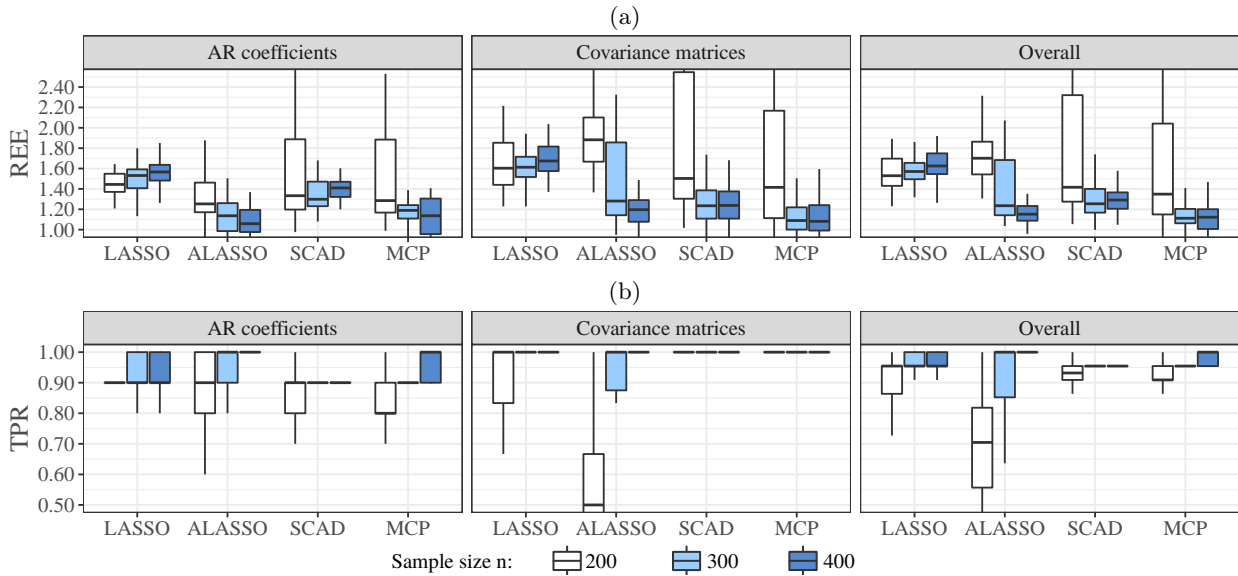 (a)
AR coefficients
Covariance matrices
Overall
REE
2.40
2.20
2.00
1.80
1.60
1.40
1.20
1.00
LASSO ALASSO SCAD MCP
LASSO ALASSO SCAD MCP
LASSO ALASSO SCAD MCP
(b)
AR coefficients
Covariance matrices
Overall
TPR
1.00
0.90
0.80
0.70
0.60
0.50
LASSO ALASSO SCAD MCP
LASSO ALASSO SCAD MCP
LASSO ALASSO SCAD MCP
Sample size n: 200 300 400